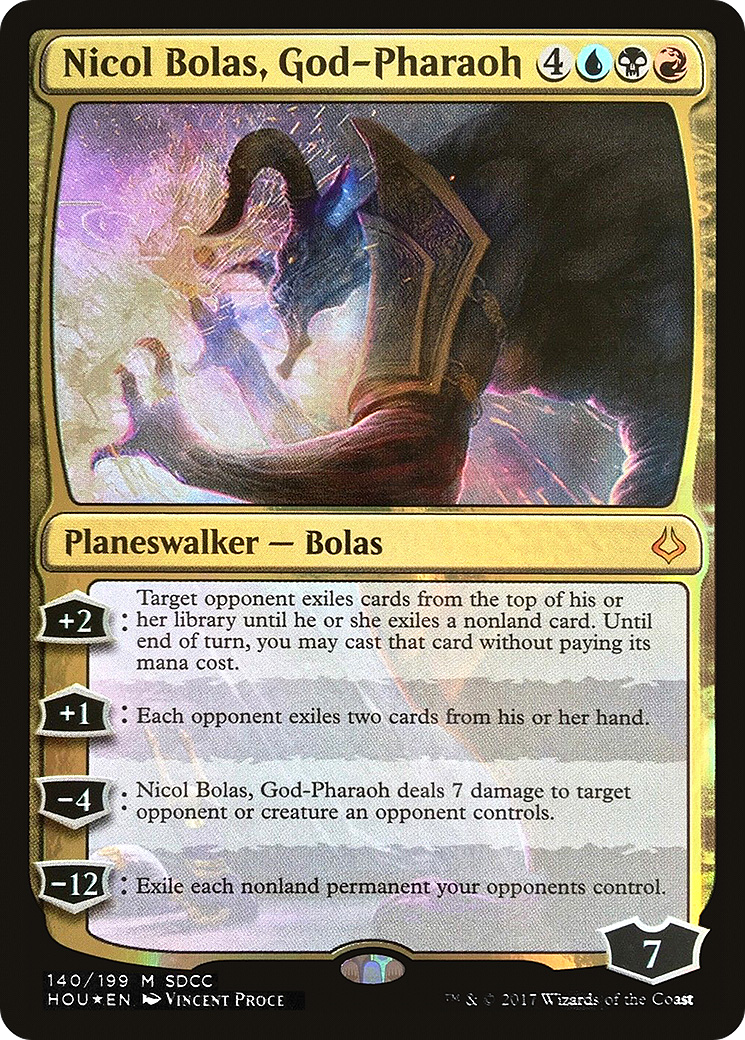 Nicol Bolas, God-Pharaoh 4
Planeswalker — Bolas
+2: Target opponent exiles cards from the top of his or
her library until he or she exiles a nonland card. Until
end of turn, you may cast that card without paying its
mana cost.
+1: Each opponent exiles two cards from his or her hand.
-4: Nicol Bolas, God-Pharaoh deals 7 damage to target
opponent or creature an opponent controls.
-12: Exile each nonland permanent your opponents control.
7
140/199 M SDCC
HOU★EN Vincent Proce
™ & © 2017 Wizards of the Coast